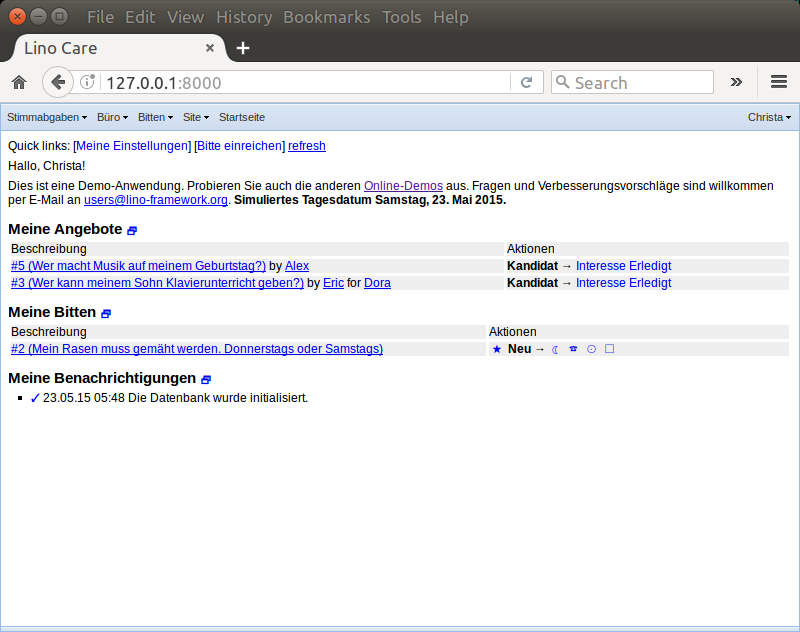 File Edit View History Bookmarks Tools Help
Lino Care
127.0.0.1:8000 Search
Stimmabgaben Büro Bitten Site Startseite Christa
Quick links: [Meine Einstellungen] [Bitte einreichen] refresh
Hallo, Christa!
Dies ist eine Demo-Anwendung. Probieren Sie auch die anderen Online-Demos aus. Fragen und Verbesserungsvorschläge sind willkommen
per E-Mail an users@lino-framework.org. Simuliertes Tagesdatum Samstag, 23. Mai 2015.
Meine Angebote
Beschreibung Aktionen
#5 (Wer macht Musik auf meinem Geburtstag?) by Alex Kandidat → Interesse Erledigt
#3 (Wer kann meinem Sohn Klavierunterricht geben?) by Eric for Dora Kandidat → Interesse Erledigt
Meine Bitten
Beschreibung Aktionen
#2 (Mein Rasen muss gemäht werden. Donnerstags oder Samstags) ★ Neu → ☾ ☎ ☉ ☐
Meine Benachrichtigungen
✓ 23.05.15 05:48 Die Datenbank wurde initialisiert.